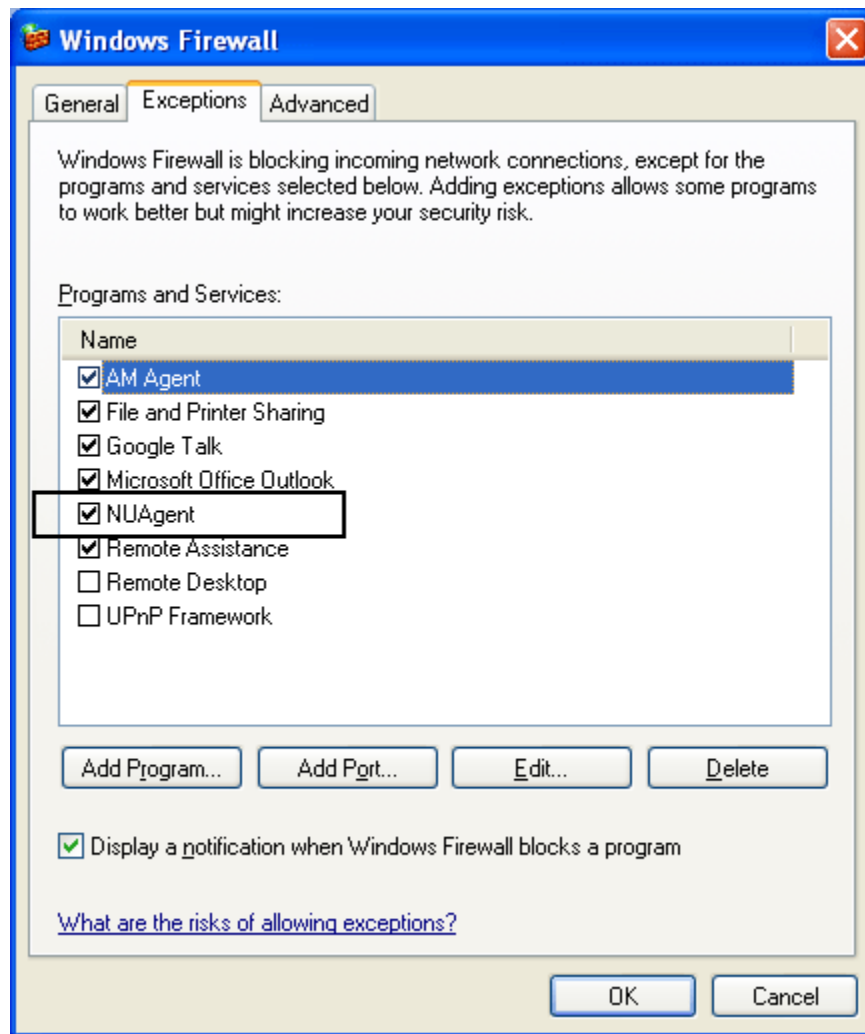 Windows Firewall
General Exceptions Advanced
Windows Firewall is blocking incoming network connections, except for the
programs and services selected below. Adding exceptions allows some programs
to work better but might increase your security risk.
Programs and Services:
Name
AM Agent
File and Printer Sharing
Google Talk
Microsoft Office Outlook
NUAgent
Remote Assistance
Remote Desktop
UPnP Framework
Add Program... Add Port... Edit... Delete
Display a notification when Windows Firewall blocks a program
What are the risks of allowing exceptions?
OK Cancel